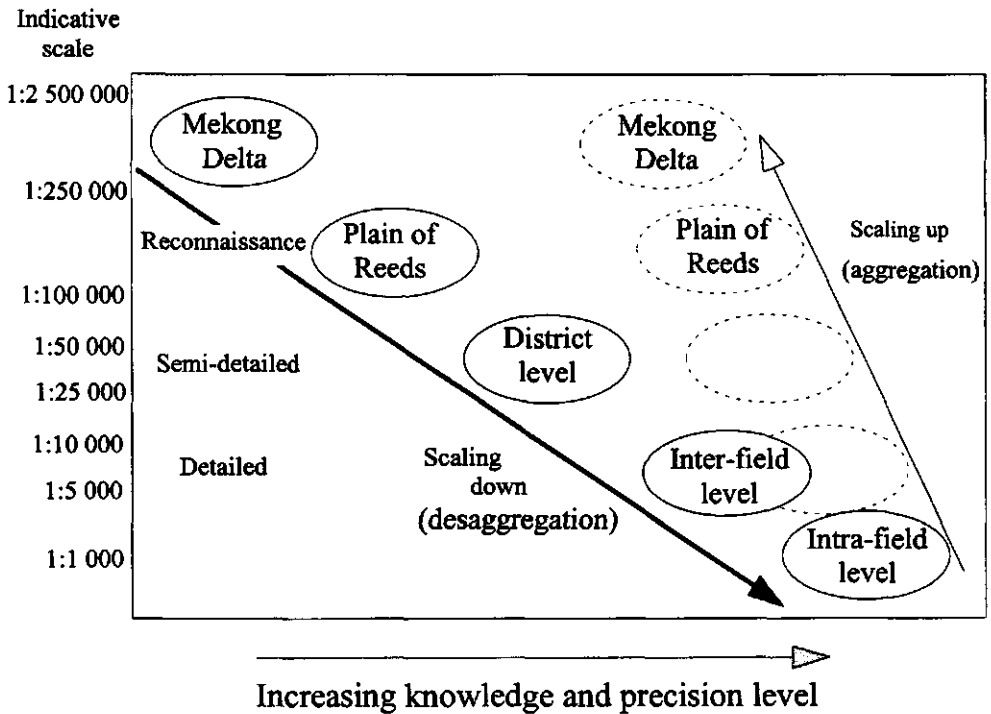 Indicative
scale
1:2 500 000
Mekong
Delta
Mekong
Delta
1:250 000
Reconnaissance
Plain of
Reeds
Plain of
Reeds
Scaling up
(aggregation)
1:100 000
1:50 000
Semi-detailed
District
level
1:25 000
1:10 000
Detailed
Scaling
down
(desaggregation)
Inter-field
level
1:5 000
Intra-field
level
1:1 000
Increasing knowledge and precision level